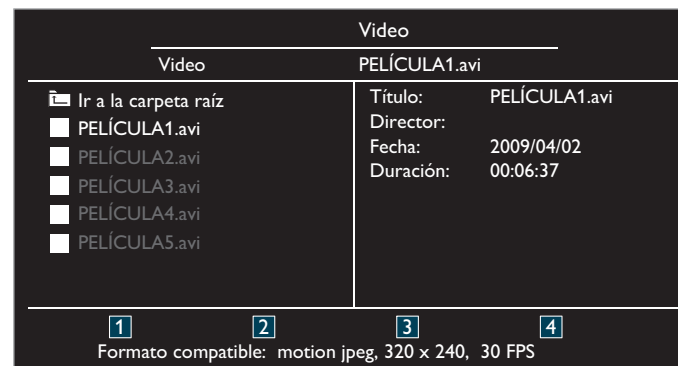 Video
Video PELÍCULA1.avi
Ir a la carpeta raíz
PELÍCULA1.avi
PELÍCULA2.avi
PELÍCULA3.avi
PELÍCULA4.avi
PELÍCULA5.avi
Título: PELÍCULA1.avi
Director:
Fecha: 2009/04/02
Duración: 00:06:37
1 2 3 4
Formato compatible: motion jpeg, 320 x 240, 30 FPS